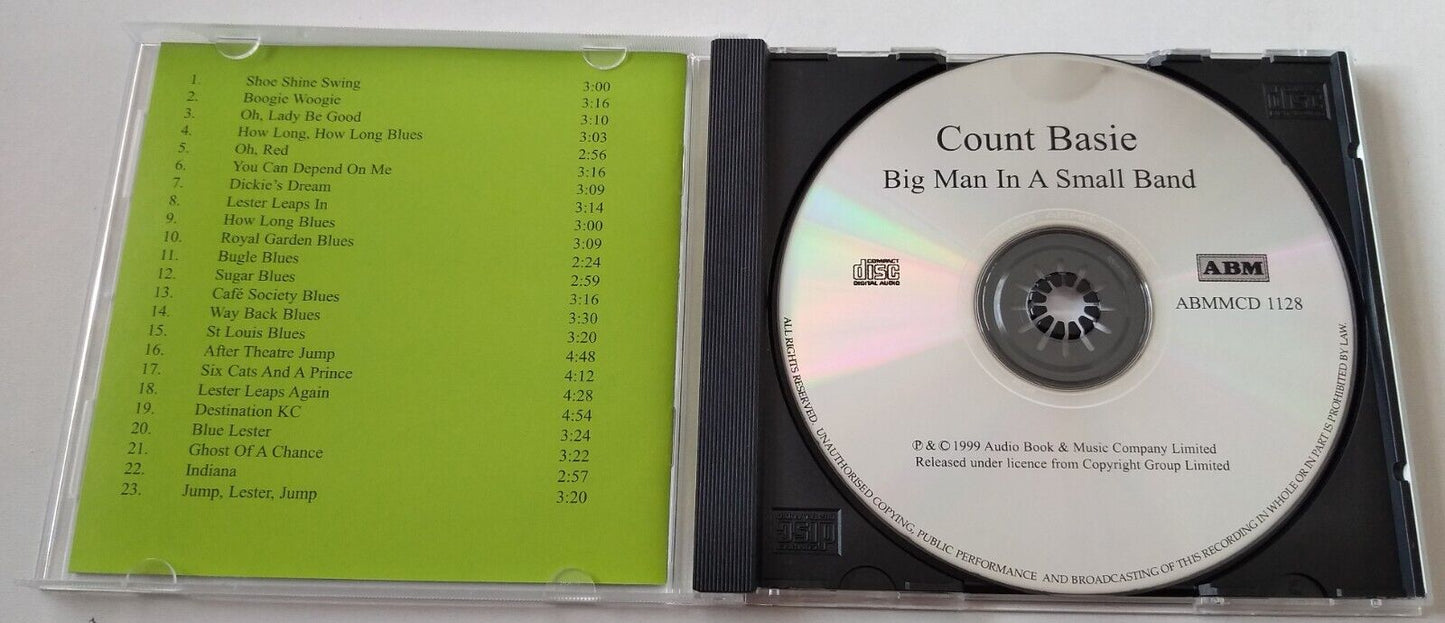 1. Shoe Shine Swing 3:00
2. Boogie Woogie 3:16
3. Oh, Lady Be Good 3:10
4. How Long, How Long Blues 3:03
5. Oh, Red 2:56
6. You Can Depend On Me 3:16
7. Dickie's Dream 3:09
8. Lester Leaps In 3:14
9. How Long Blues 3:00
10. Royal Garden Blues 3:09
11. Bugle Blues 2:24
12. Sugar Blues 2:59
13. Café Society Blues 3:16
14. Way Back Blues 3:30
15. St Louis Blues 3:20
16. After Theatre Jump 4:48
17. Six Cats And A Prince 4:12
18. Lester Leaps Again 4:28
19. Destination KC 4:54
20. Blue Lester 3:24
21. Ghost Of A Chance 3:22
22. Indiana 2:57
23. Jump, Lester, Jump 3:20
disc
Count Basie
Big Man In A Small Band
COMPACT
disc
DIGITAL AUDIO
ABM
ABMMCD 1128
℗ & © 1999 Audio Book & Music Company Limited
Released under licence from Copyright Group Limited
ALL RIGHTS RESERVED. UNAUTHORISED COPYING, PUBLIC PERFORMANCE AND BROADCASTING OF THIS RECORDING IN WHOLE OR IN PART IS PROHIBITED BY LAW.
disc